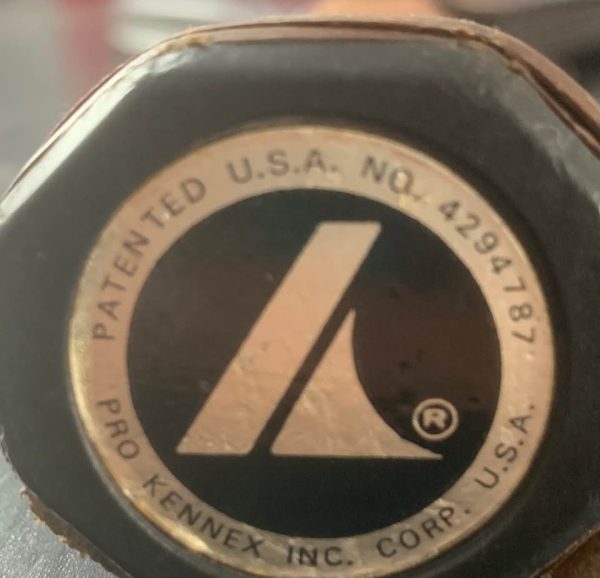 PATENTED U.S.A. NO. 4294787
PRO KENNEX INC. CORP. U.S.A.
®